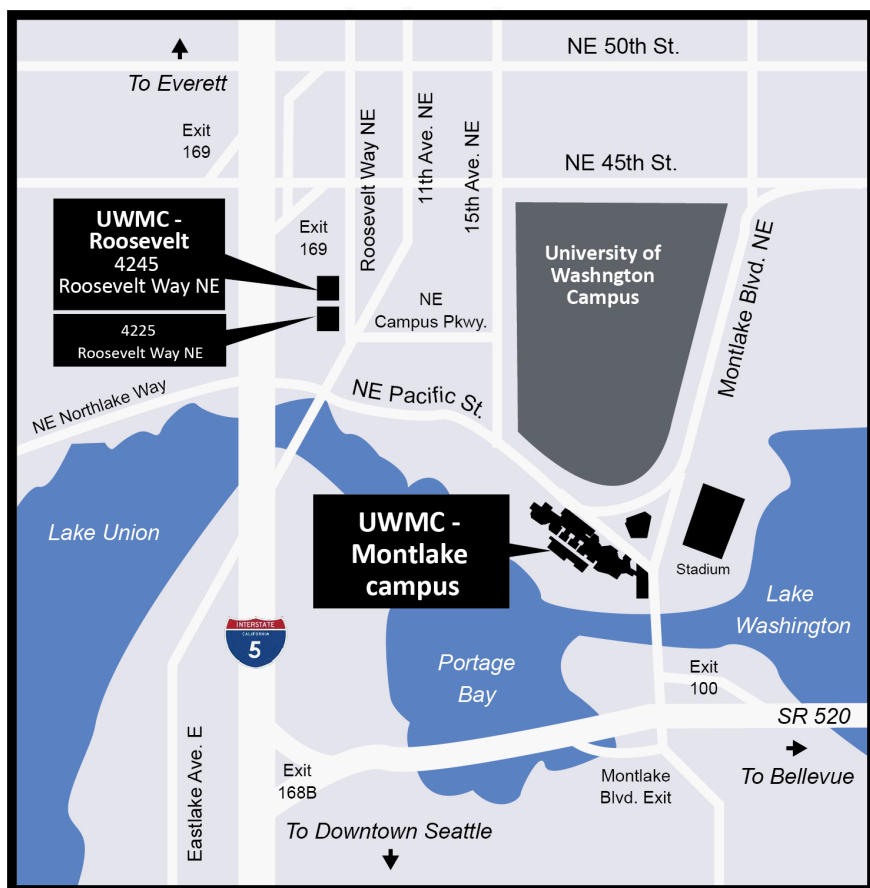 NE 50th St.
To Everett
Exit
169
Roosevelt Way NE
11th Ave. NE
15th Ave. NE
NE 45th St.
UWMC -
Roosevelt
4245
Roosevelt Way NE
Exit
169
University of
Washngton
Campus
Montlake Blvd. NE
4225
Roosevelt Way NE
NE
Campus Pkwy.
NE Northlake Way
NE Pacific St.
Lake Union
UWMC -
Montlake
campus
Stadium
Lake
Washington
INTERSTATE
CALIFORNIA
5
Portage
Bay
Exit
100
SR 520
Eastlake Ave. E
Exit
168B
Montlake
Blvd. Exit
To Bellevue
To Downtown Seattle